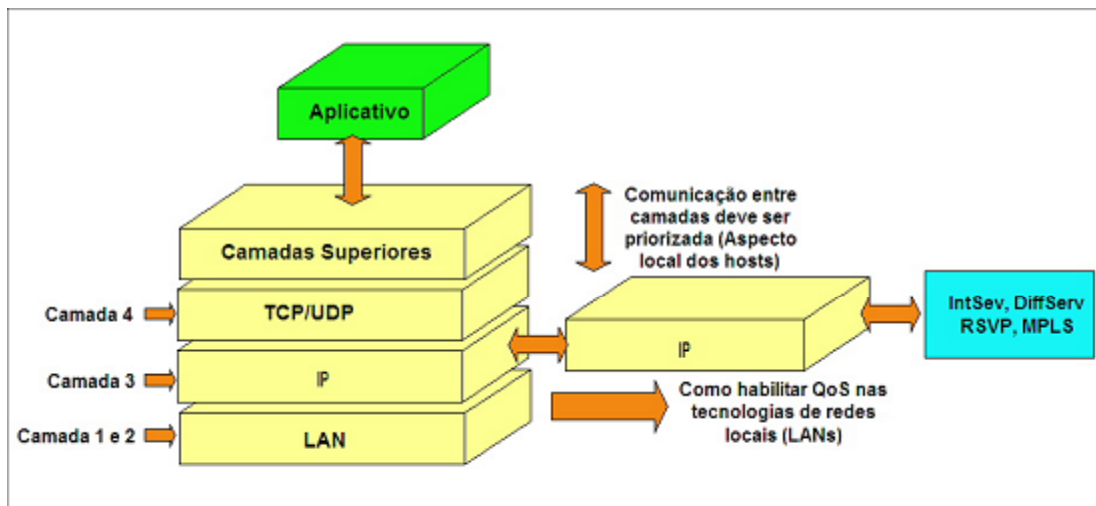 Aplicativo
Comunicação entre
camadas deve ser
priorizada (Aspecto
local dos hosts)
Camadas Superiores
Camada 4
TCP/UDP
IntSev, DiffServ
RSVP, MPLS
Camada 3
IP
IP
Como habilitar QoS nas
tecnologias de redes
locais (LANs)
Camada 1 e 2
LAN